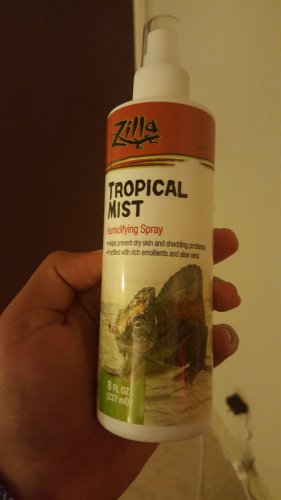 Zilla
TROPICAL
MIST
Humidifying Spray
• Helps prevent dry skin and shedding problems
• Fortified with rich emollients and aloe vera
8 FL OZ
(237 ml)